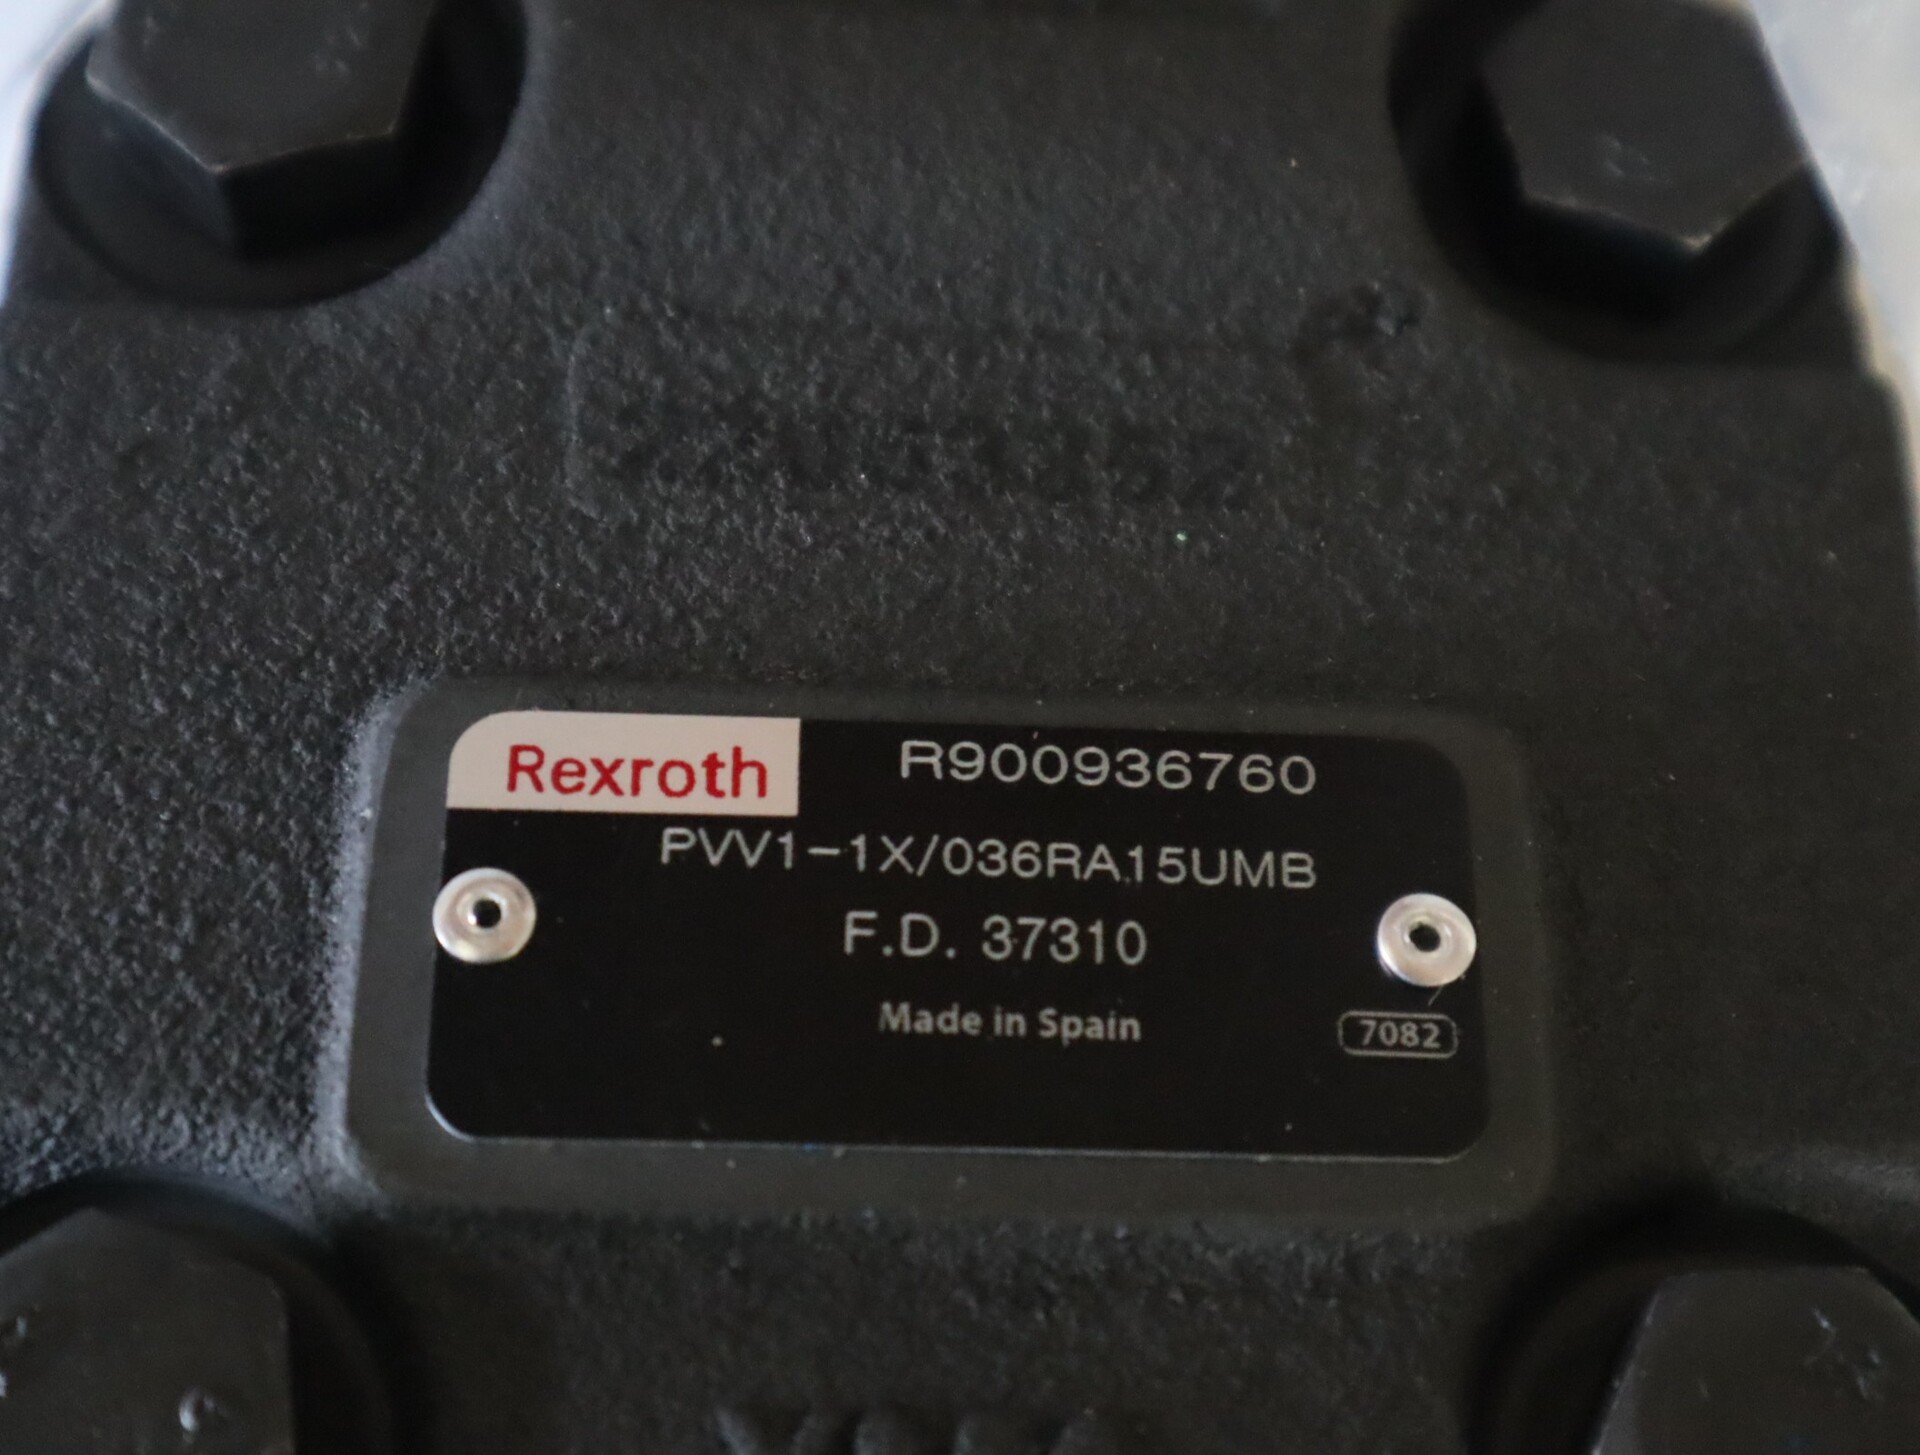 Rexroth R900936760
PVV1-1X/036RA15UMB
F.D. 37310
Made in Spain
7082